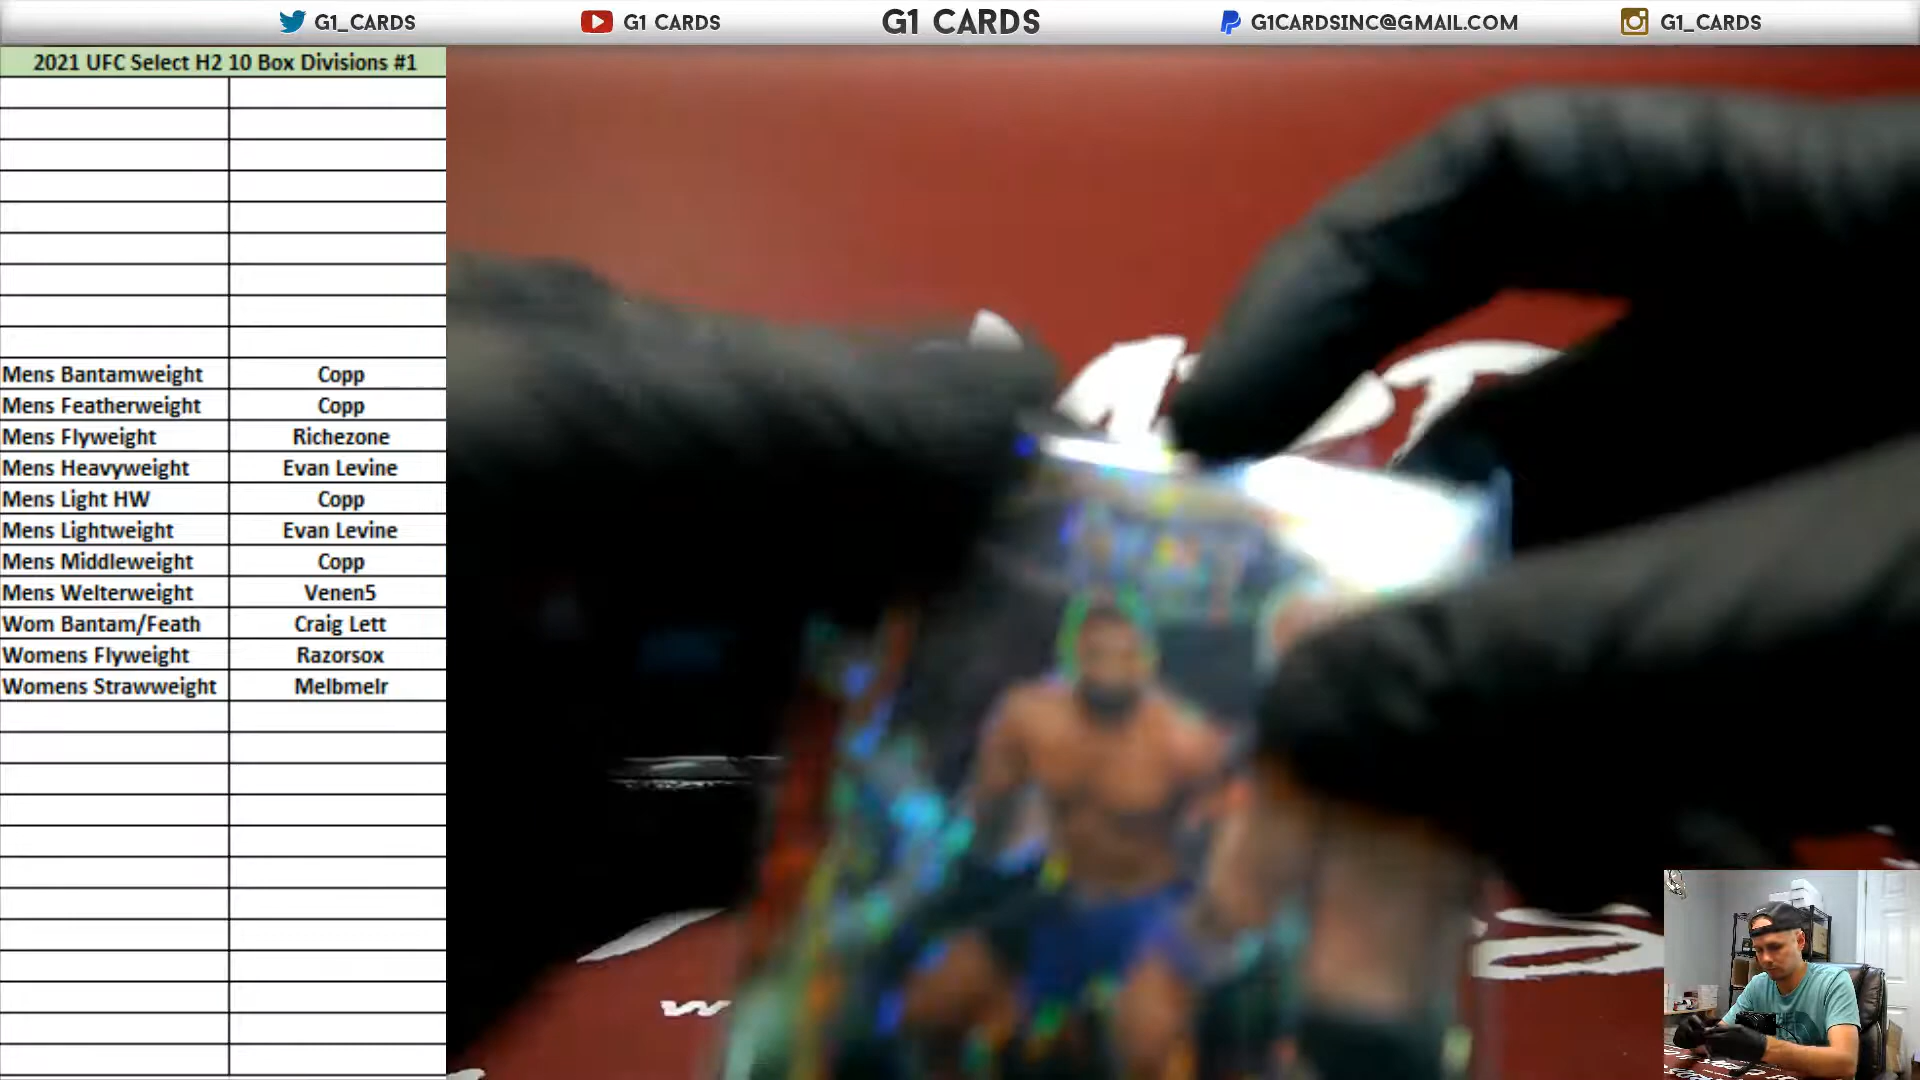 G1_CARDS G1 CARDS G1 CARDS G1CARDSINC@GMAIL.COM G1_CARDS
2021 UFC Select H2 10 Box Divisions #1
Mens Bantamweight Copp
Mens Featherweight Copp
Mens Flyweight Richezone
Mens Heavyweight Evan Levine
Mens Light HW Copp
Mens Lightweight Evan Levine
Mens Middleweight Copp
Mens Welterweight Venen5
Wom Bantam/Feath Craig Lett
Womens Flyweight Razorsox
Womens Strawweight Melbmelr